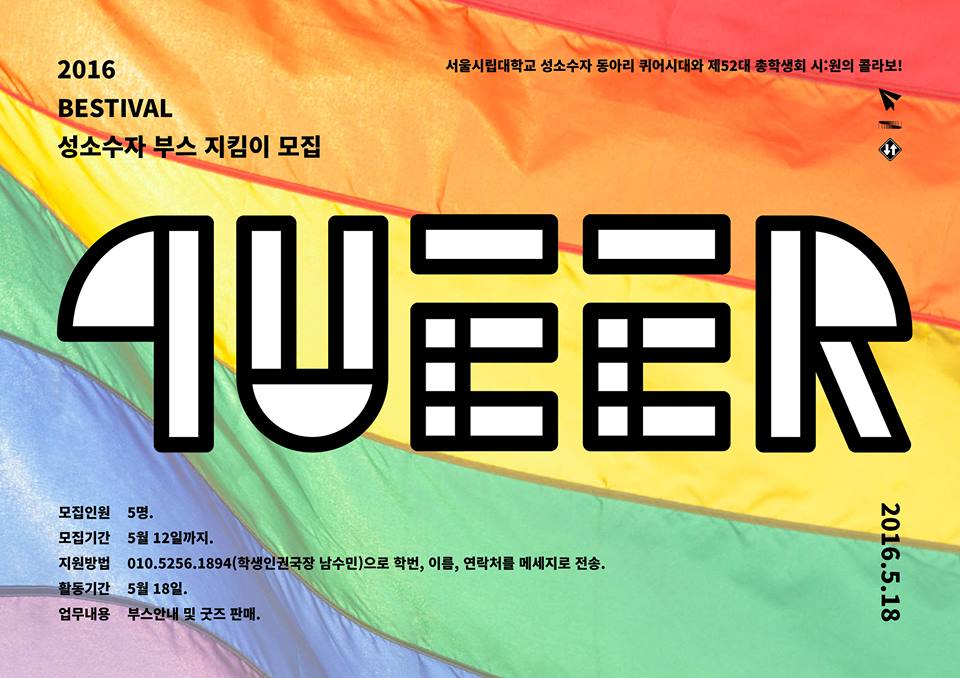 2016
BESTIVAL
성소수자 부스 지킴이 모집
서울시립대학교 성소수자 동아리 퀴어시대와 제52대 총학생회 시:원의 콜라보!
qUEER
모집인원 5명.
모집기간 5월 12일까지.
지원방법 010.5256.1894(학생인권국장 남수민)으로 학번, 이름, 연락처를 메세지로 전송.
활동기간 5월 18일.
업무내용 부스안내 및 굿즈 판매.
2016.5.18